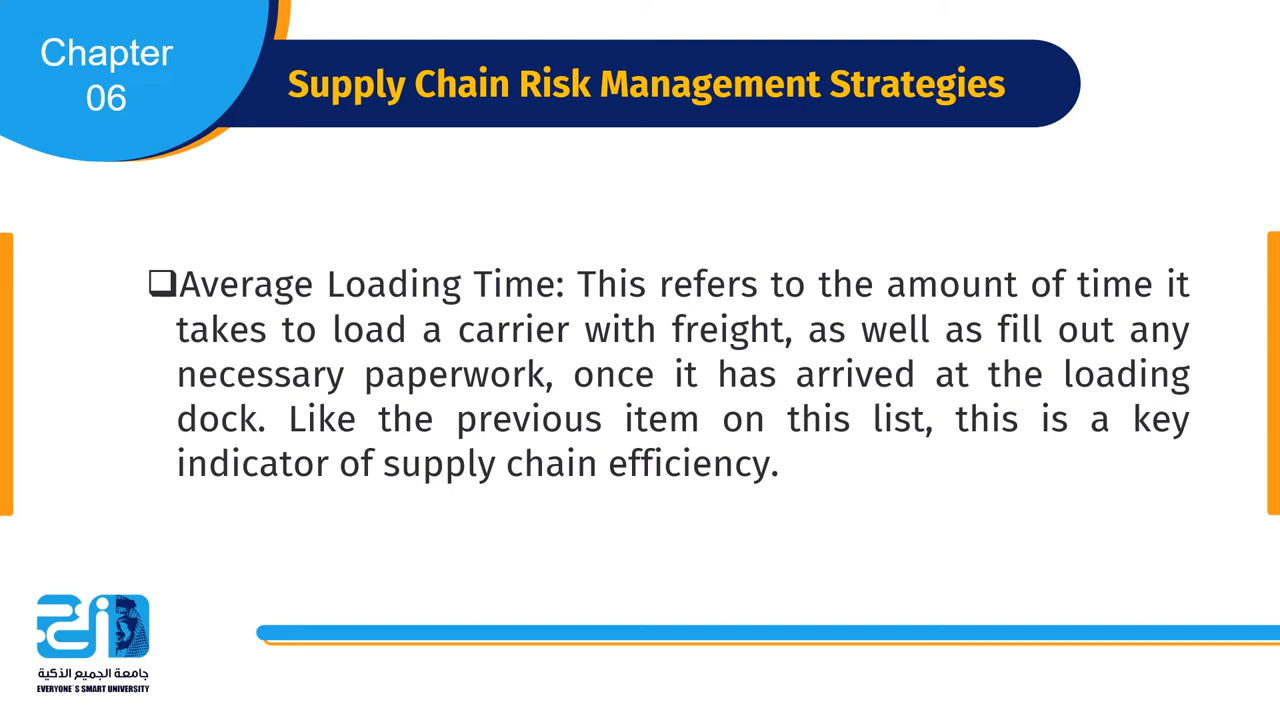 Chapter
06
Supply Chain Risk Management Strategies
❑Average Loading Time: This refers to the amount of time it
takes to load a carrier with freight, as well as fill out any
necessary paperwork, once it has arrived at the loading
dock. Like the previous item on this list, this is a key
indicator of supply chain efficiency.
جامعة الجميع الذكية
EVERYONE`S SMART UNIVERSITY